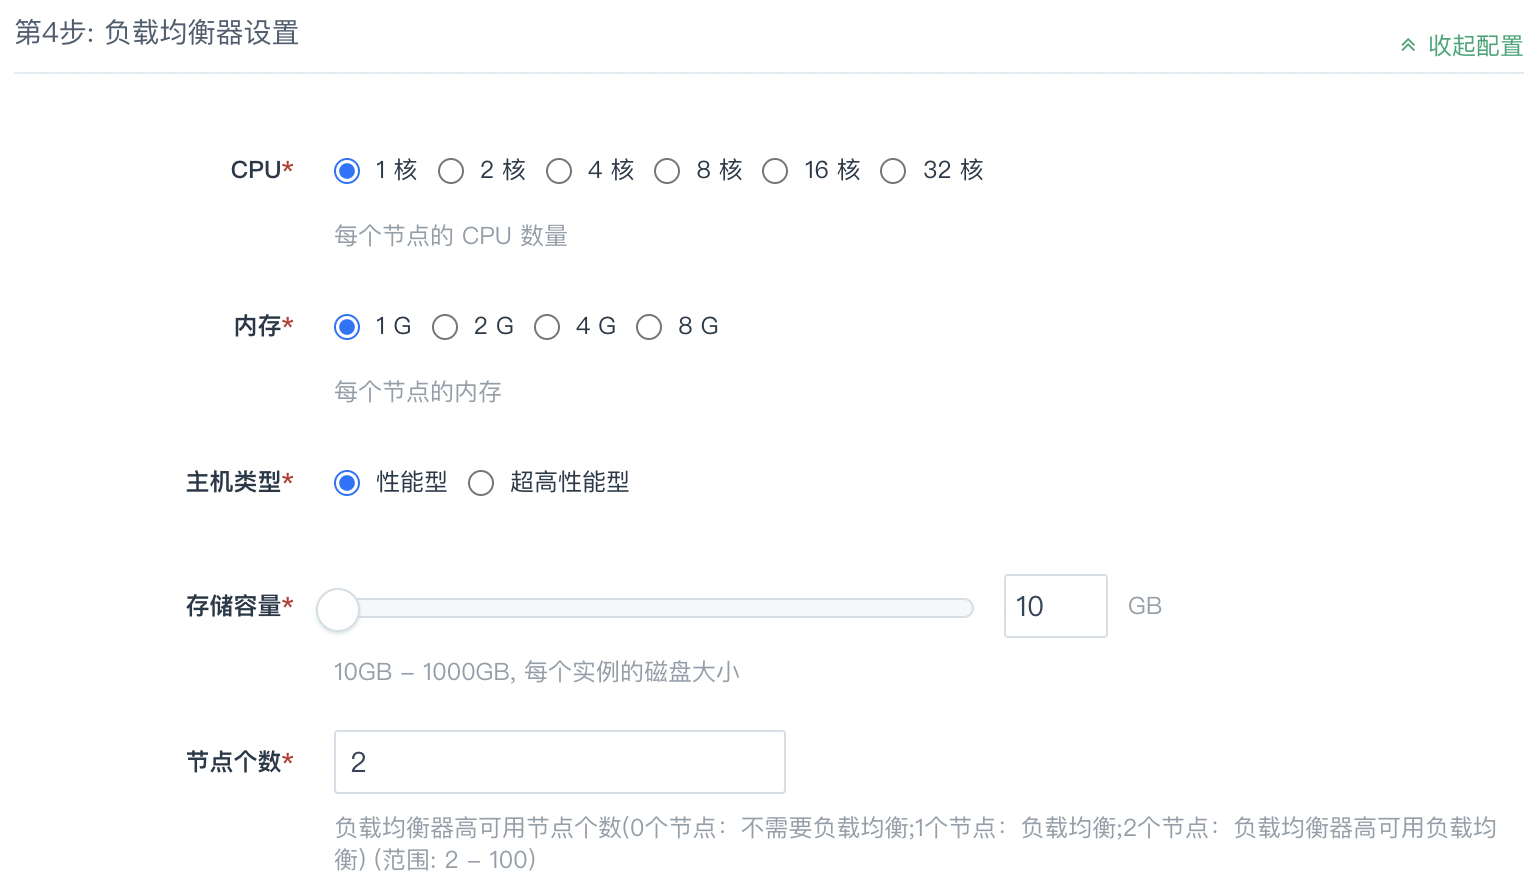 第4步: 负载均衡器设置
收起配置
CPU* 1 核 2 核 4 核 8 核 16 核 32 核
每个节点的 CPU 数量
内存* 1 G 2 G 4 G 8 G
每个节点的内存
主机类型* 性能型 超高性能型
存储容量* 10 GB
10GB – 1000GB, 每个实例的磁盘大小
节点个数* 2
负载均衡器高可用节点个数(0个节点：不需要负载均衡;1个节点：负载均衡;2个节点：负载均衡器高可用负载均
衡) (范围: 2 – 100)